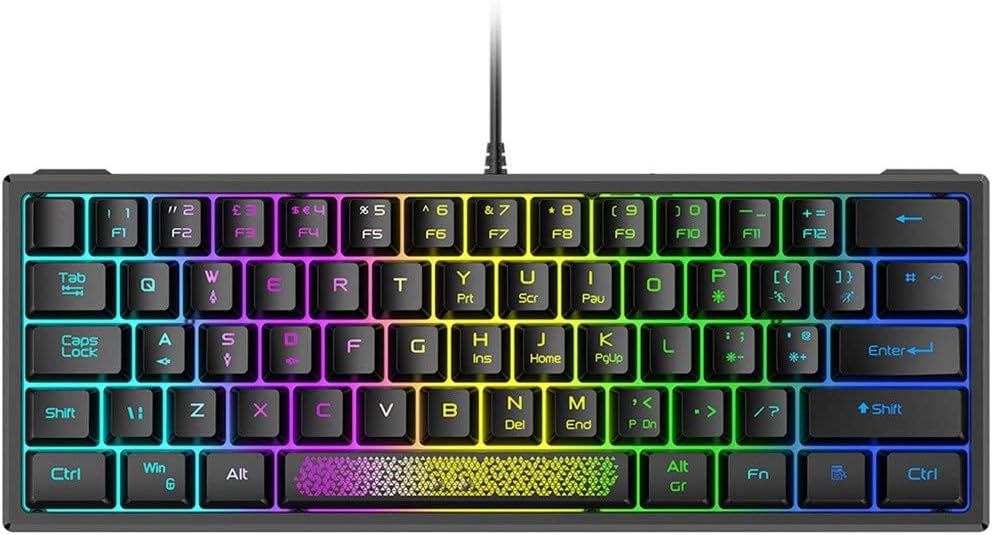 ! 1 " 2 £ 3 $ € 4 % 5 ^ 6 & 7 * 8 ( 9 ) 0 _ - + = ←
F1 F2 F3 F4 F5 F6 F7 F8 F9 F10 F11 F12
Tab Q W E R T Y U I O P [ { ] } # ~
Prt Scr Pau
Caps Lock A S D F G H J K L ; : ' @ Enter
Ins Home PgUp
Shift \ | Z X C V B N M , < . > / ? Shift
Del End P Dn
Ctrl Win Alt Alt Gr Fn Ctrl